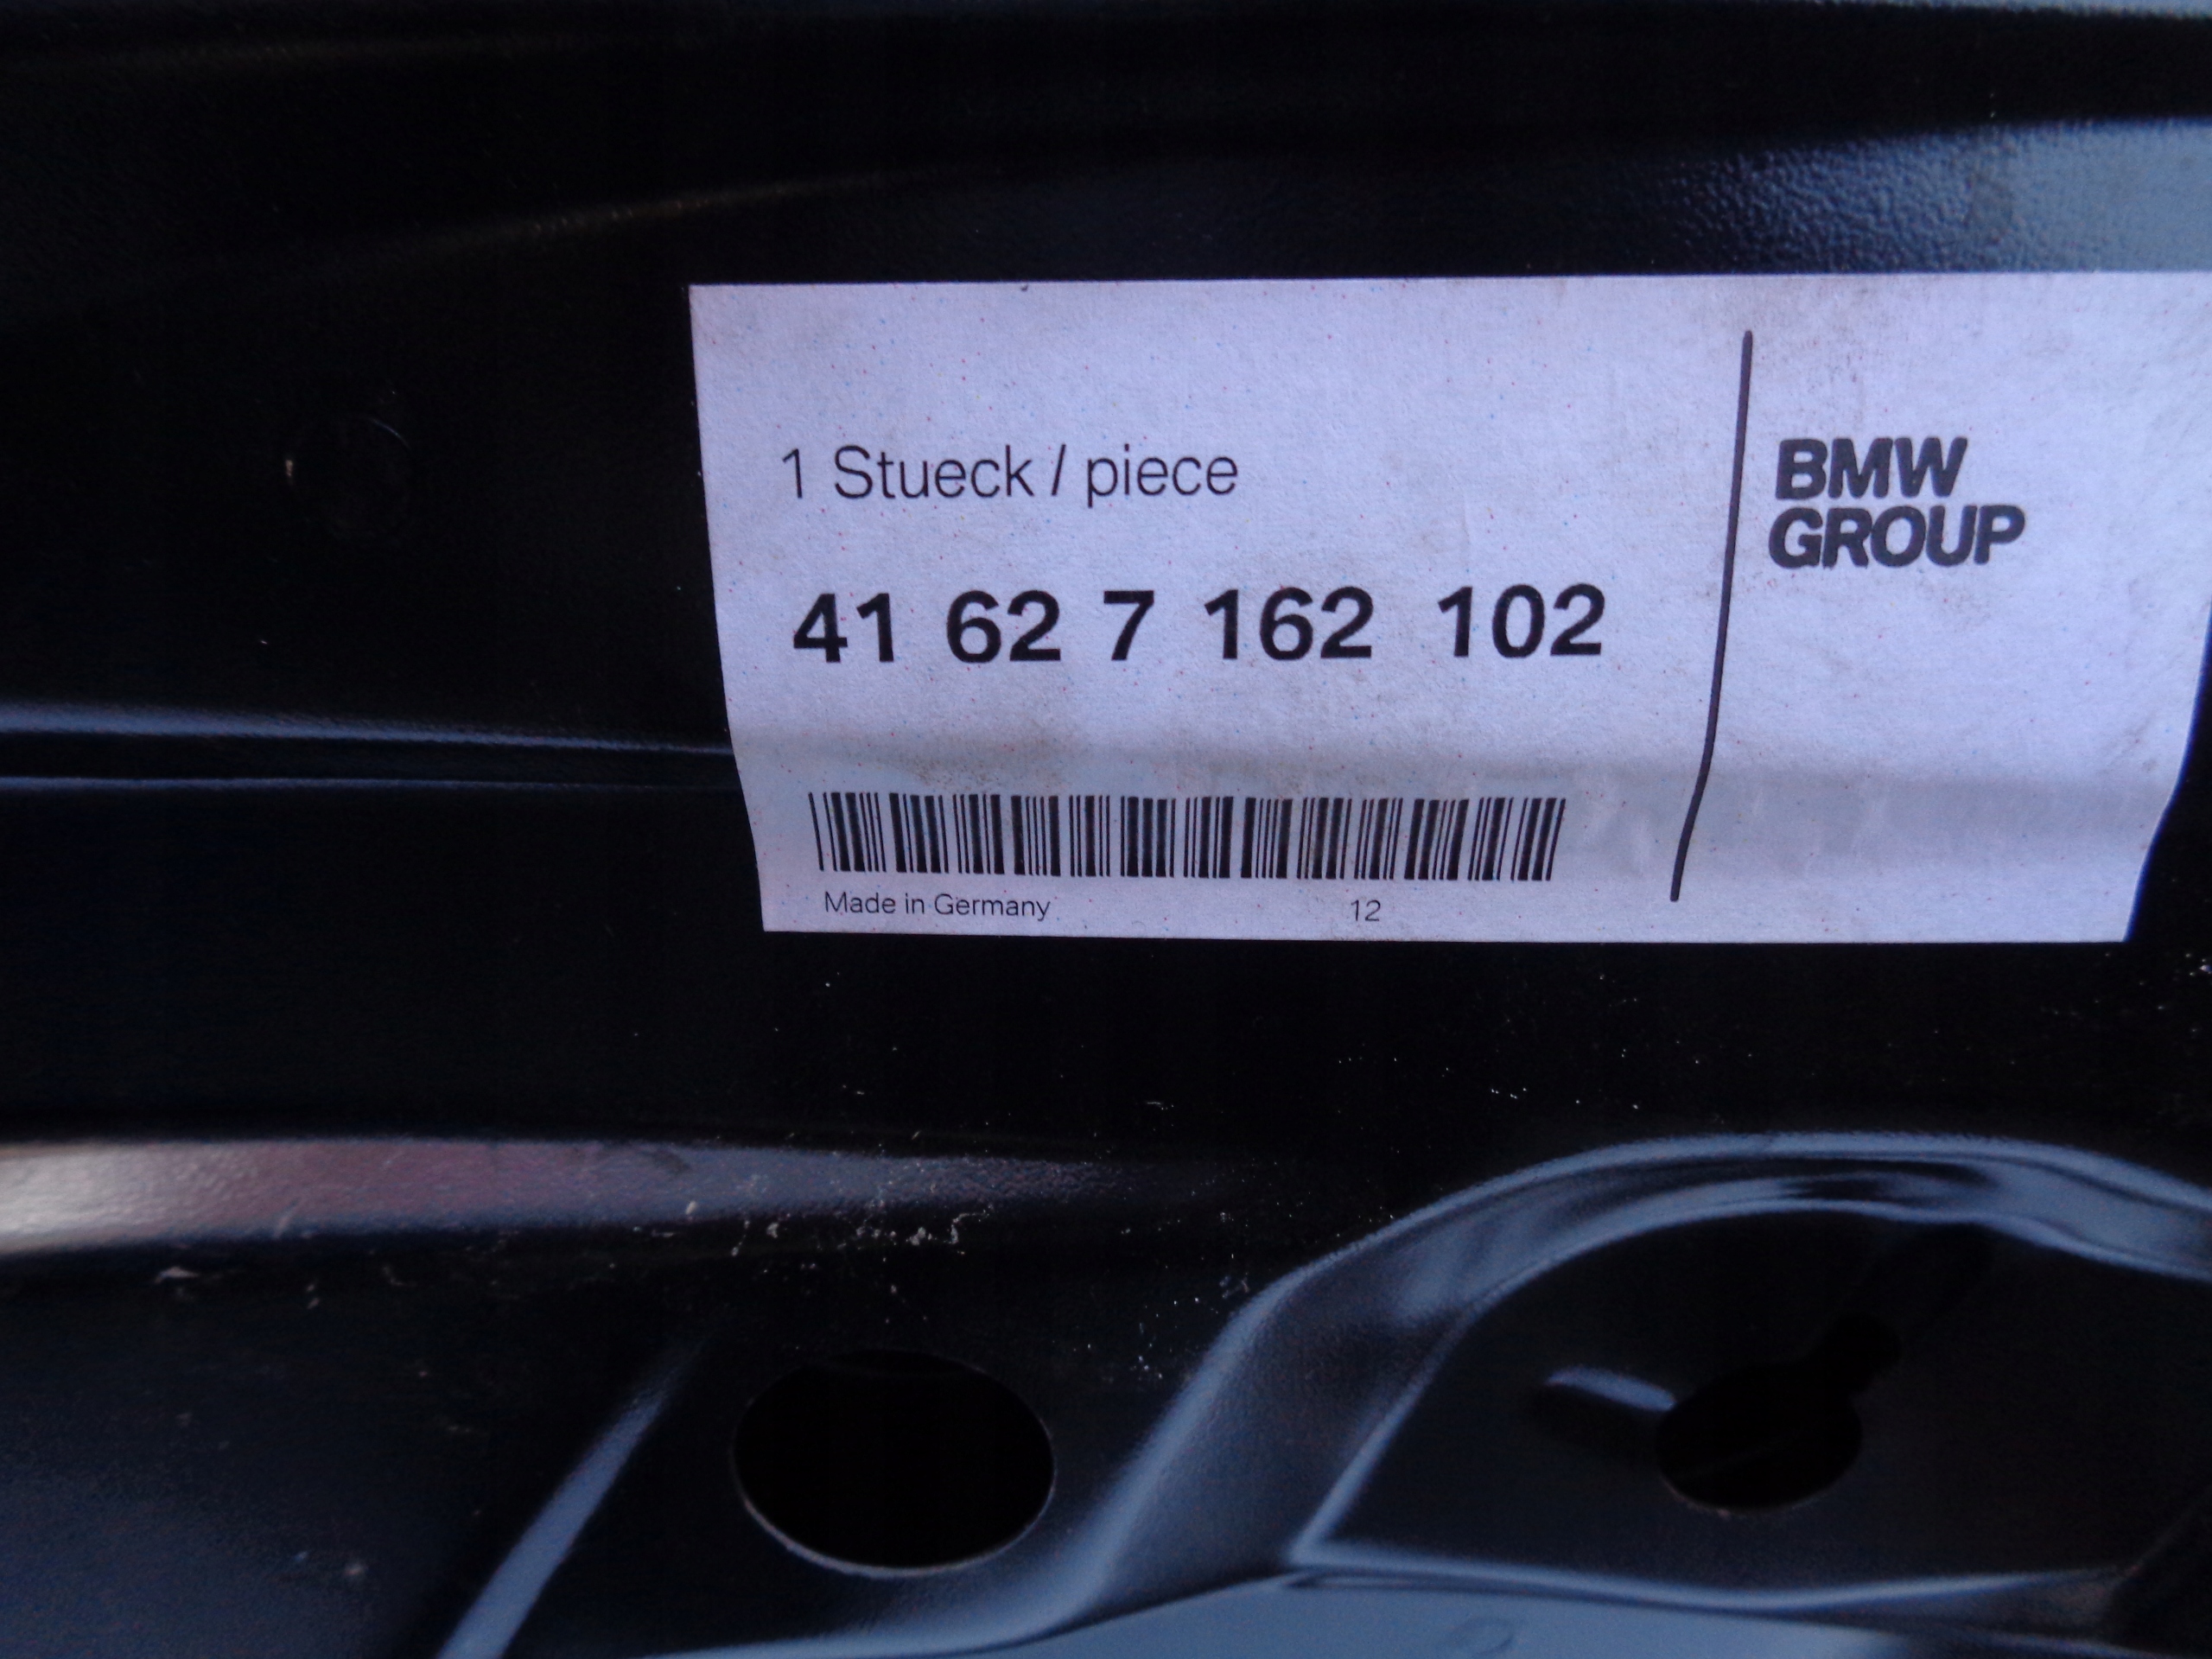 1 Stueck / piece
41 62 7 162 102
Made in Germany 12
BMW
GROUP